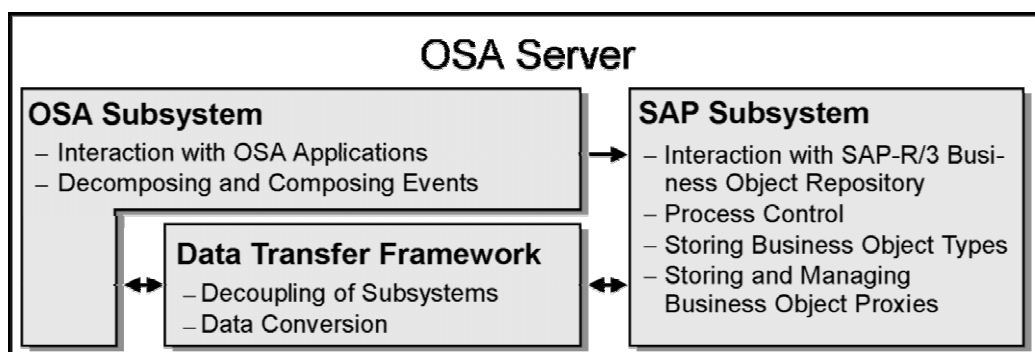 OSA Server
OSA Subsystem
– Interaction with OSA Applications
– Decomposing and Composing Events
Data Transfer Framework
– Decoupling of Subsystems
– Data Conversion
SAP Subsystem
– Interaction with SAP-R/3 Busi-
ness Object Repository
– Process Control
– Storing Business Object Types
– Storing and Managing
Business Object Proxies